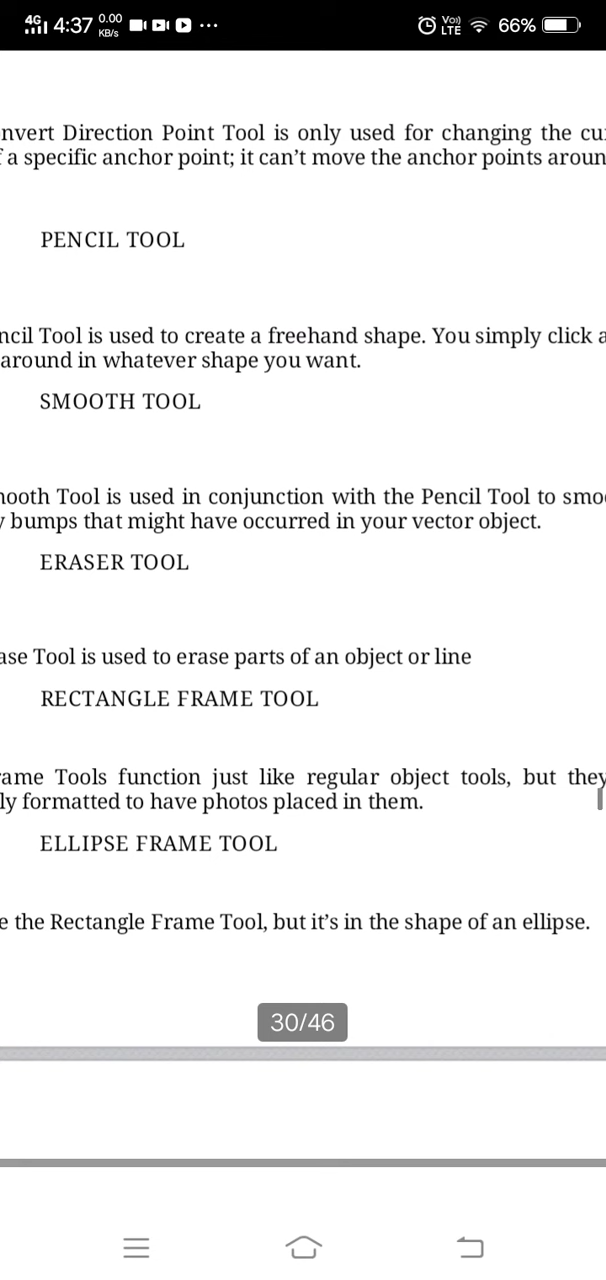 4G 4:37 0.00 KB/s ... Vo)) LTE 66%
nvert Direction Point Tool is only used for changing the cu
a specific anchor point; it can't move the anchor points aroun
PENCIL TOOL
ncil Tool is used to create a freehand shape. You simply click a
around in whatever shape you want.
SMOOTH TOOL
ooth Tool is used in conjunction with the Pencil Tool to smo
bumps that might have occurred in your vector object.
ERASER TOOL
ase Tool is used to erase parts of an object or line
RECTANGLE FRAME TOOL
ame Tools function just like regular object tools, but they
ly formatted to have photos placed in them.
ELLIPSE FRAME TOOL
e the Rectangle Frame Tool, but it's in the shape of an ellipse.
30/46